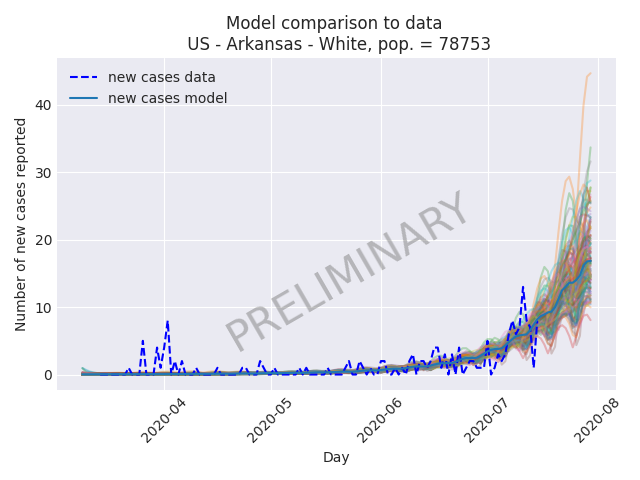 Model comparison to data
US - Arkansas - White, pop. = 78753
new cases data
new cases model
Number of new cases reported
40
30
20
10
0
PRELIMINARY
2020-04
2020-05
2020-06
2020-07
2020-08
Day